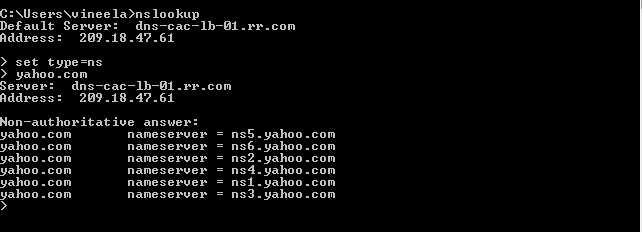 C:\Users\vineela>nslookup
Default Server:  dns-cac-lb-01.rr.com
Address:  209.18.47.61

> set type=ns
> yahoo.com
Server:  dns-cac-lb-01.rr.com
Address:  209.18.47.61

Non-authoritative answer:
yahoo.com       nameserver = ns5.yahoo.com
yahoo.com       nameserver = ns6.yahoo.com
yahoo.com       nameserver = ns2.yahoo.com
yahoo.com       nameserver = ns4.yahoo.com
yahoo.com       nameserver = ns1.yahoo.com
yahoo.com       nameserver = ns3.yahoo.com
>